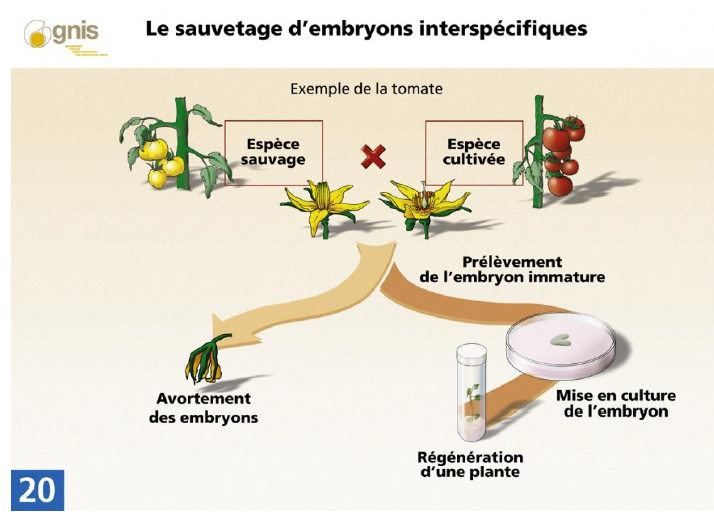 gnis
Le sauvetage d'embryons interspécifiques
Exemple de la tomate
Espèce
sauvage
Espèce
cultivée
Prélèvement
de l'embryon immature
Avortement
des embryons
Mise en culture
de l'embryon
Régénération
d'une plante
20